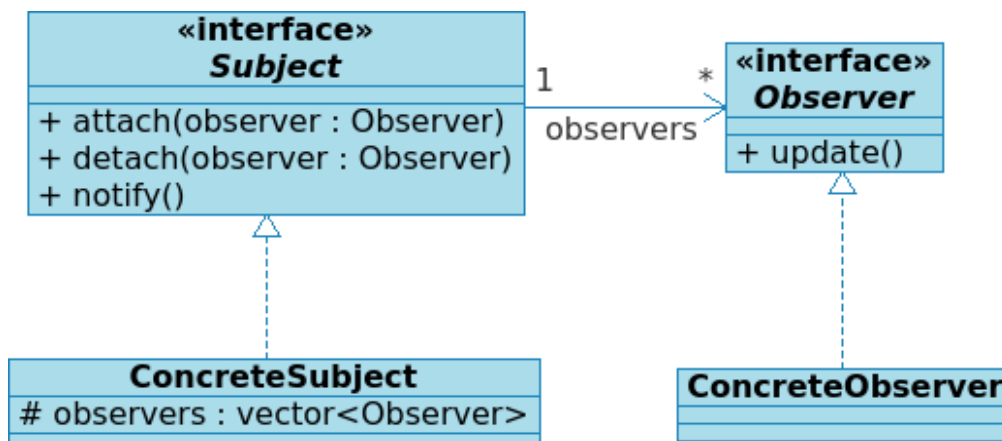 «interface»
Subject
+ attach(observer : Observer)
+ detach(observer : Observer)
+ notify()
1
*
observers
«interface»
Observer
+ update()
ConcreteSubject
# observers : vector<Observer>
ConcreteObserver